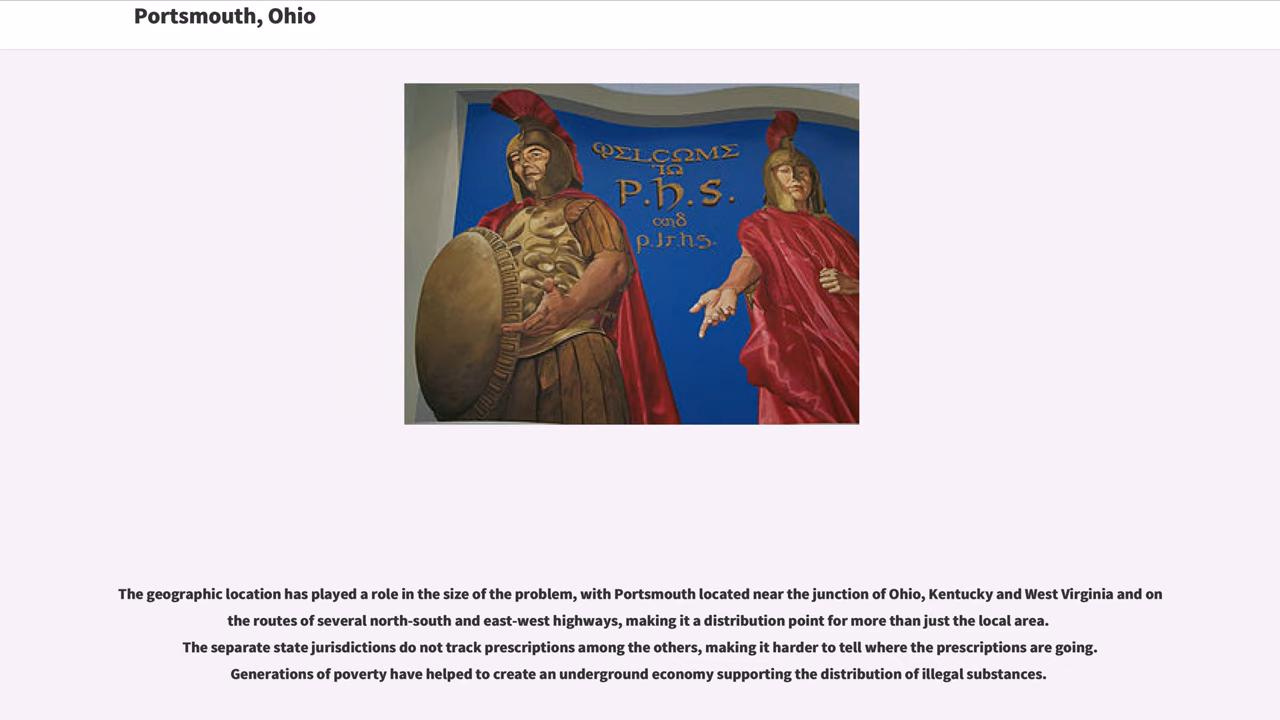 Portsmouth, Ohio
ΦΣLCΩMΣ
TΩ
P.h.S.
and
p.Jr.h.s.
The geographic location has played a role in the size of the problem, with Portsmouth located near the junction of Ohio, Kentucky and West Virginia and on
the routes of several north-south and east-west highways, making it a distribution point for more than just the local area.
The separate state jurisdictions do not track prescriptions among the others, making it harder to tell where the prescriptions are going.
Generations of poverty have helped to create an underground economy supporting the distribution of illegal substances.